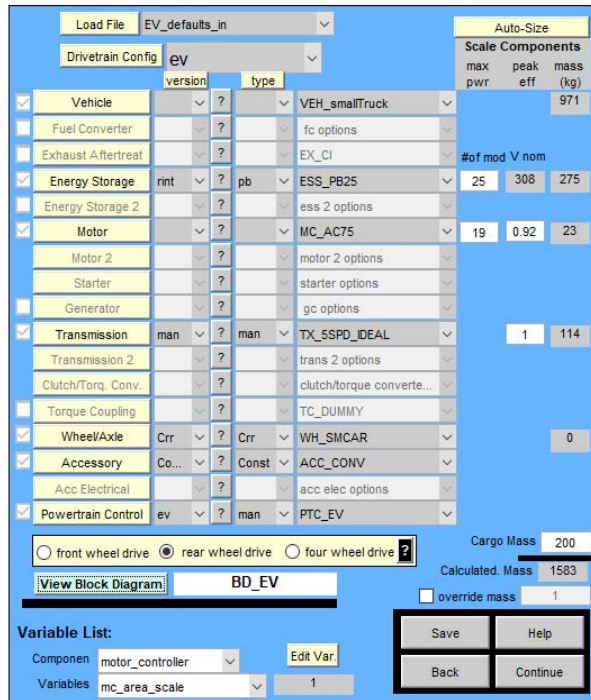 Load File EV_defaults_in Auto-Size
Drivetrain Config ev Scale Components
version type max pwr peak eff mass (kg)
Vehicle ? VEH_smallTruck 971
Fuel Converter ? fc options
Exhaust Aftertreat ? EX_CI #of mod V nom
Energy Storage rint ? pb ESS_PB25 25 308 275
Energy Storage 2 ? ess 2 options
Motor ? MC_AC75 19 0.92 23
Motor 2 ? motor 2 options
Starter ? starter options
Generator ? gc options
Transmission man ? man TX_5SPD_IDEAL 1 114
Transmission 2 ? trans 2 options
Clutch/Torq. Conv. ? clutch/torque converte...
Torque Coupling ? TC_DUMMY
Wheel/Axle Crr ? Crr WH_SMCAR 0
Accessory Co... ? Const ACC_CONV
Acc Electrical ? acc elec options
Powertrain Control ev ? man PTC_EV
front wheel drive rear wheel drive four wheel drive ? Cargo Mass 200
View Block Diagram BD_EV Calculated. Mass 1583
override mass 1
Variable List: Save Help
Componen motor_controller Edit Var.
Variables mc_area_scale 1 Back Continue